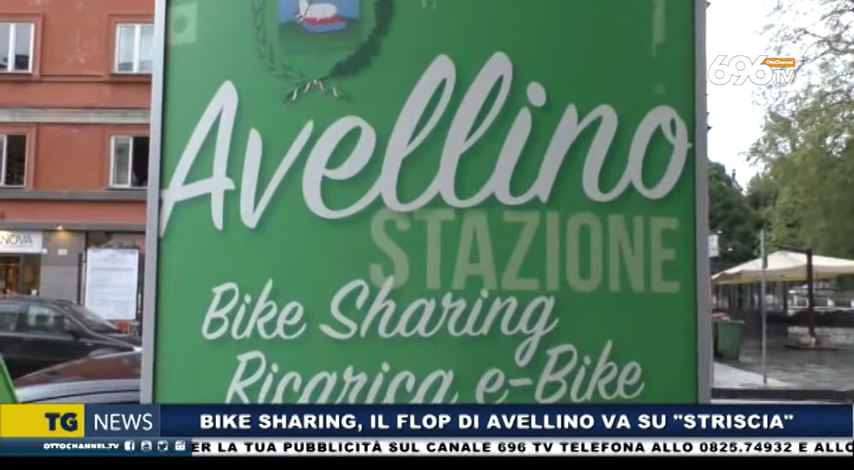 696 TV
OttoChannel
Avellino
STAZIONE
Bike Sharing
Ricarica e-Bike
NOVA
TG NEWS
BIKE SHARING, IL FLOP DI AVELLINO VA SU "STRISCIA"
OTTOCHANNEL.TV
ER LA TUA PUBBLICITÀ SUL CANALE 696 TV TELEFONA ALLO 0825.74932 E ALLO